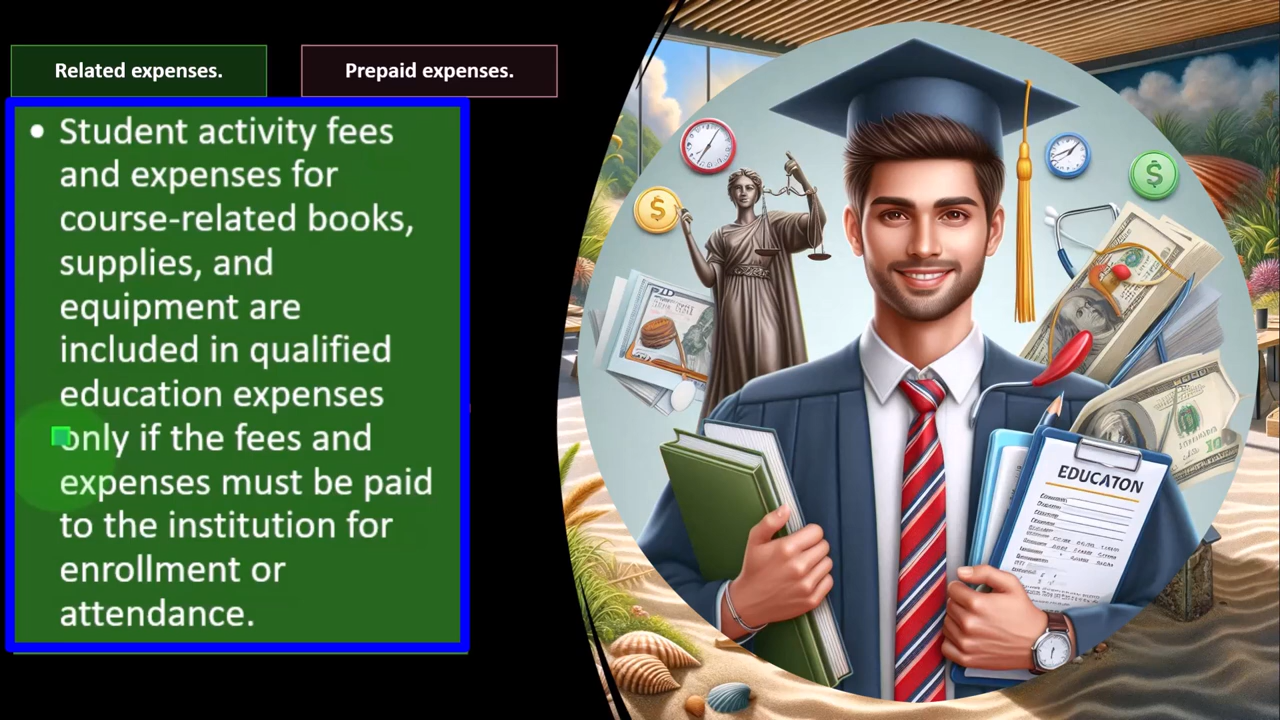 Related expenses.
Prepaid expenses.
• Student activity fees
and expenses for
course-related books,
supplies, and
equipment are
included in qualified
education expenses
only if the fees and
expenses must be paid
to the institution for
enrollment or
attendance.
$
$
EDUCATON